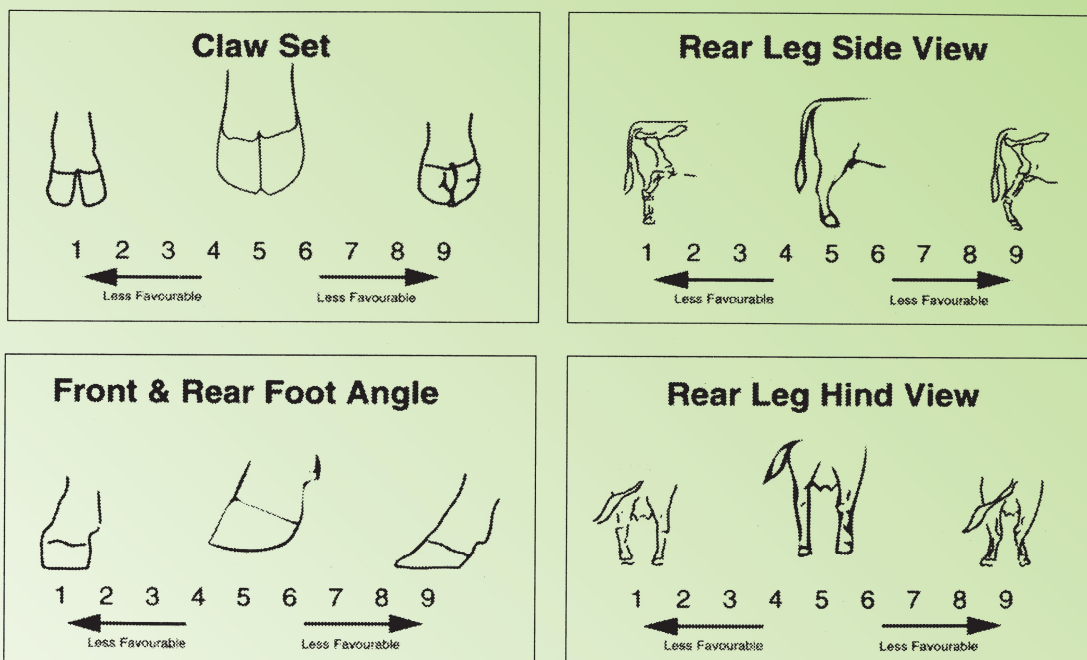 Claw Set
1 2 3 4 5 6 7 8 9
Less Favourable Less Favourable
Rear Leg Side View
1 2 3 4 5 6 7 8 9
Less Favourable Less Favourable
Front & Rear Foot Angle
1 2 3 4 5 6 7 8 9
Less Favourable Less Favourable
Rear Leg Hind View
1 2 3 4 5 6 7 8 9
Less Favourable Less Favourable